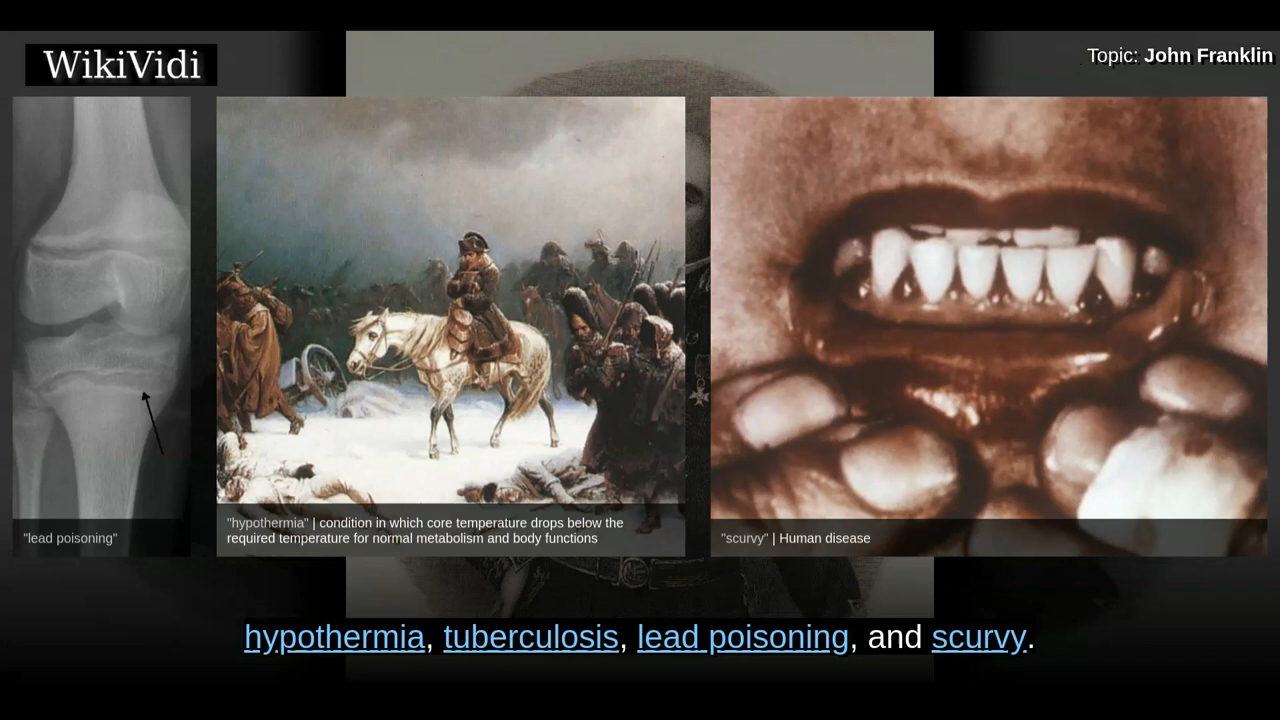 WikiVidi
Topic: John Franklin
"lead poisoning"
"hypothermia" | condition in which core temperature drops below the
required temperature for normal metabolism and body functions
"scurvy" | Human disease
hypothermia, tuberculosis, lead poisoning, and scurvy.